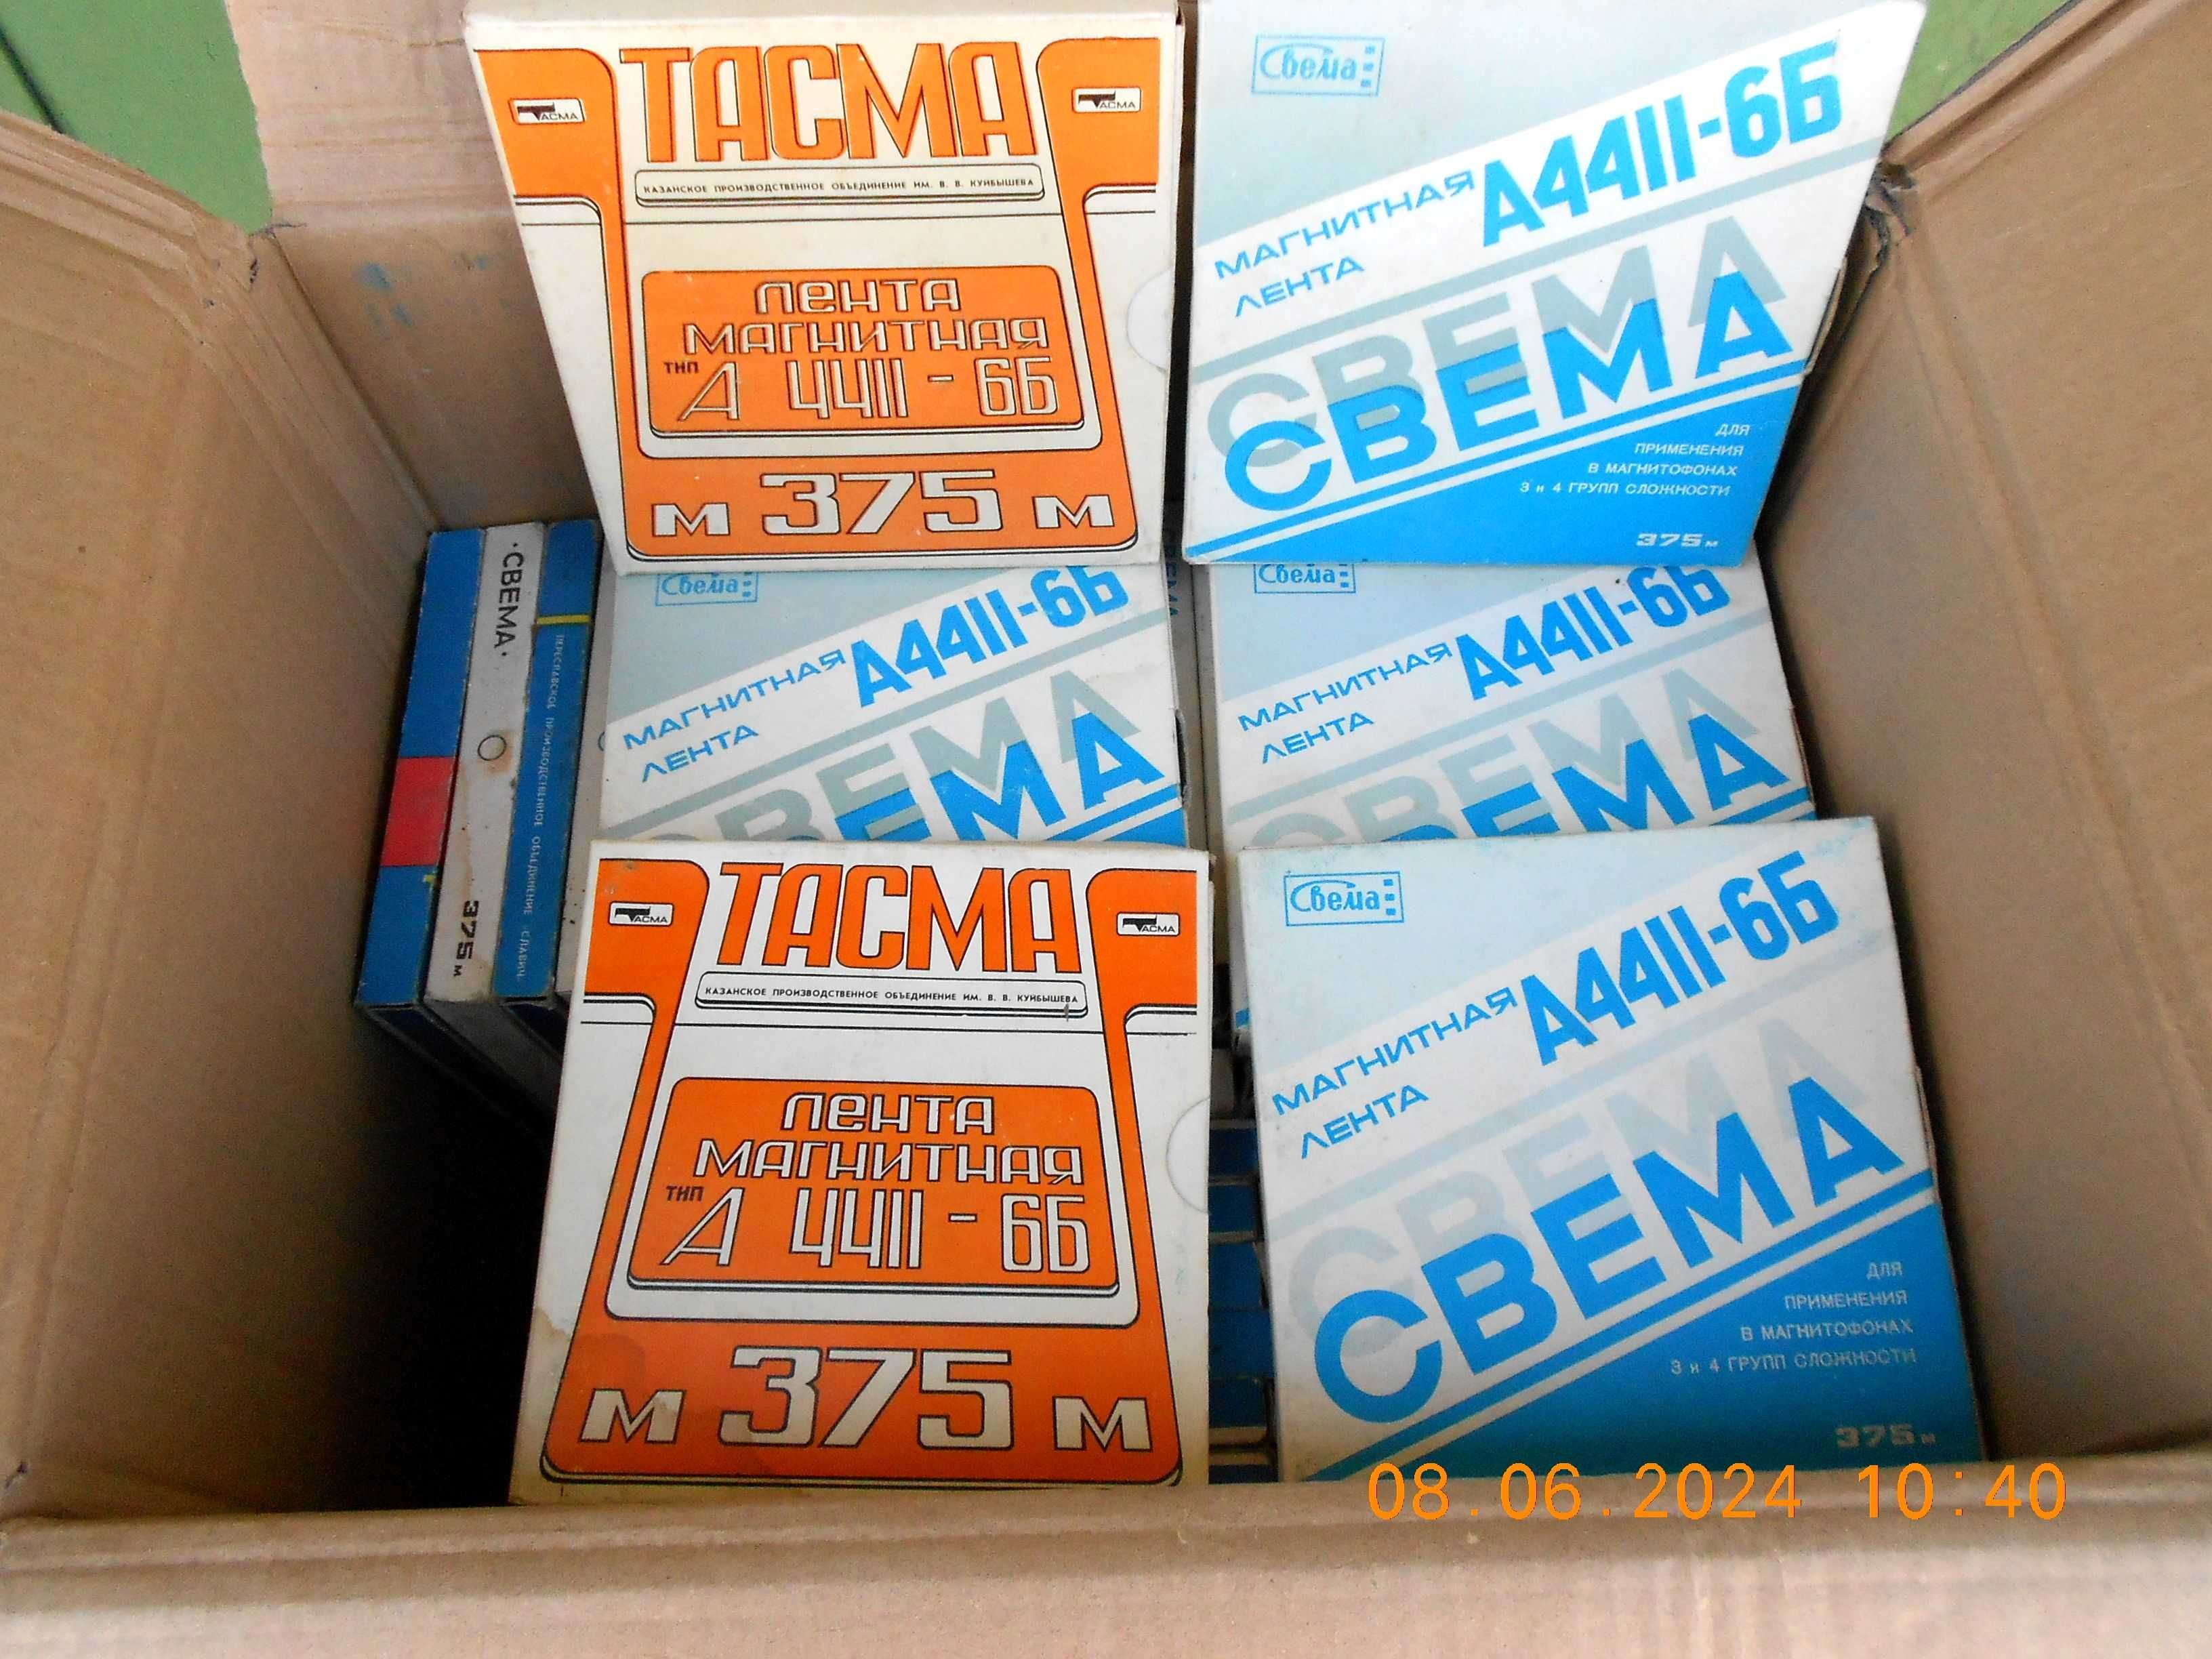 ТАСМА
ТАСМА
ТАСМА
КАЗАНСКОЕ ПРОИЗВОДСТВЕННОЕ ОБЪЕДИНЕНИЕ ИМ. В. В. КУЙБЫШЕВА
ЛЕНТА
МАГНИТНАЯ
ТИП А 4411 - 6Б
м 375 м
Свема
МАГНИТНАЯ
ЛЕНТА
А4411-6Б
СВЕМА
СВЕМА
ДЛЯ
ПРИМЕНЕНИЯ
В МАГНИТОФОНАХ
3 и 4 ГРУПП СЛОЖНОСТИ
375 м
· СВЕМА ·
375 м
ПЕРЕСЛАВСКОЕ ПРОИЗВОДСТВЕННОЕ ОБЪЕДИНЕНИЕ СЛАВИЧ
Свема
МАГНИТНАЯ
ЛЕНТА
А4411-6Б
СВЕМА
ЕМА
Свема
МАГНИТНАЯ
ЛЕНТА
А4411-6Б
СВЕМА
ВЕМА
ТАСМА
ТАСМА
ТАСМА
КАЗАНСКОЕ ПРОИЗВОДСТВЕННОЕ ОБЪЕДИНЕНИЕ ИМ. В. В. КУЙБЫШЕВА
ЛЕНТА
МАГНИТНАЯ
ТИП А 4411 - 6Б
м 375 м
Свема
МАГНИТНАЯ
ЛЕНТА
А4411-6Б
СВЕМА
СВЕМА
ДЛЯ
ПРИМЕНЕНИЯ
В МАГНИТОФОНАХ
3 и 4 ГРУПП СЛОЖНОСТИ
375 м
08.06.2024 10:40